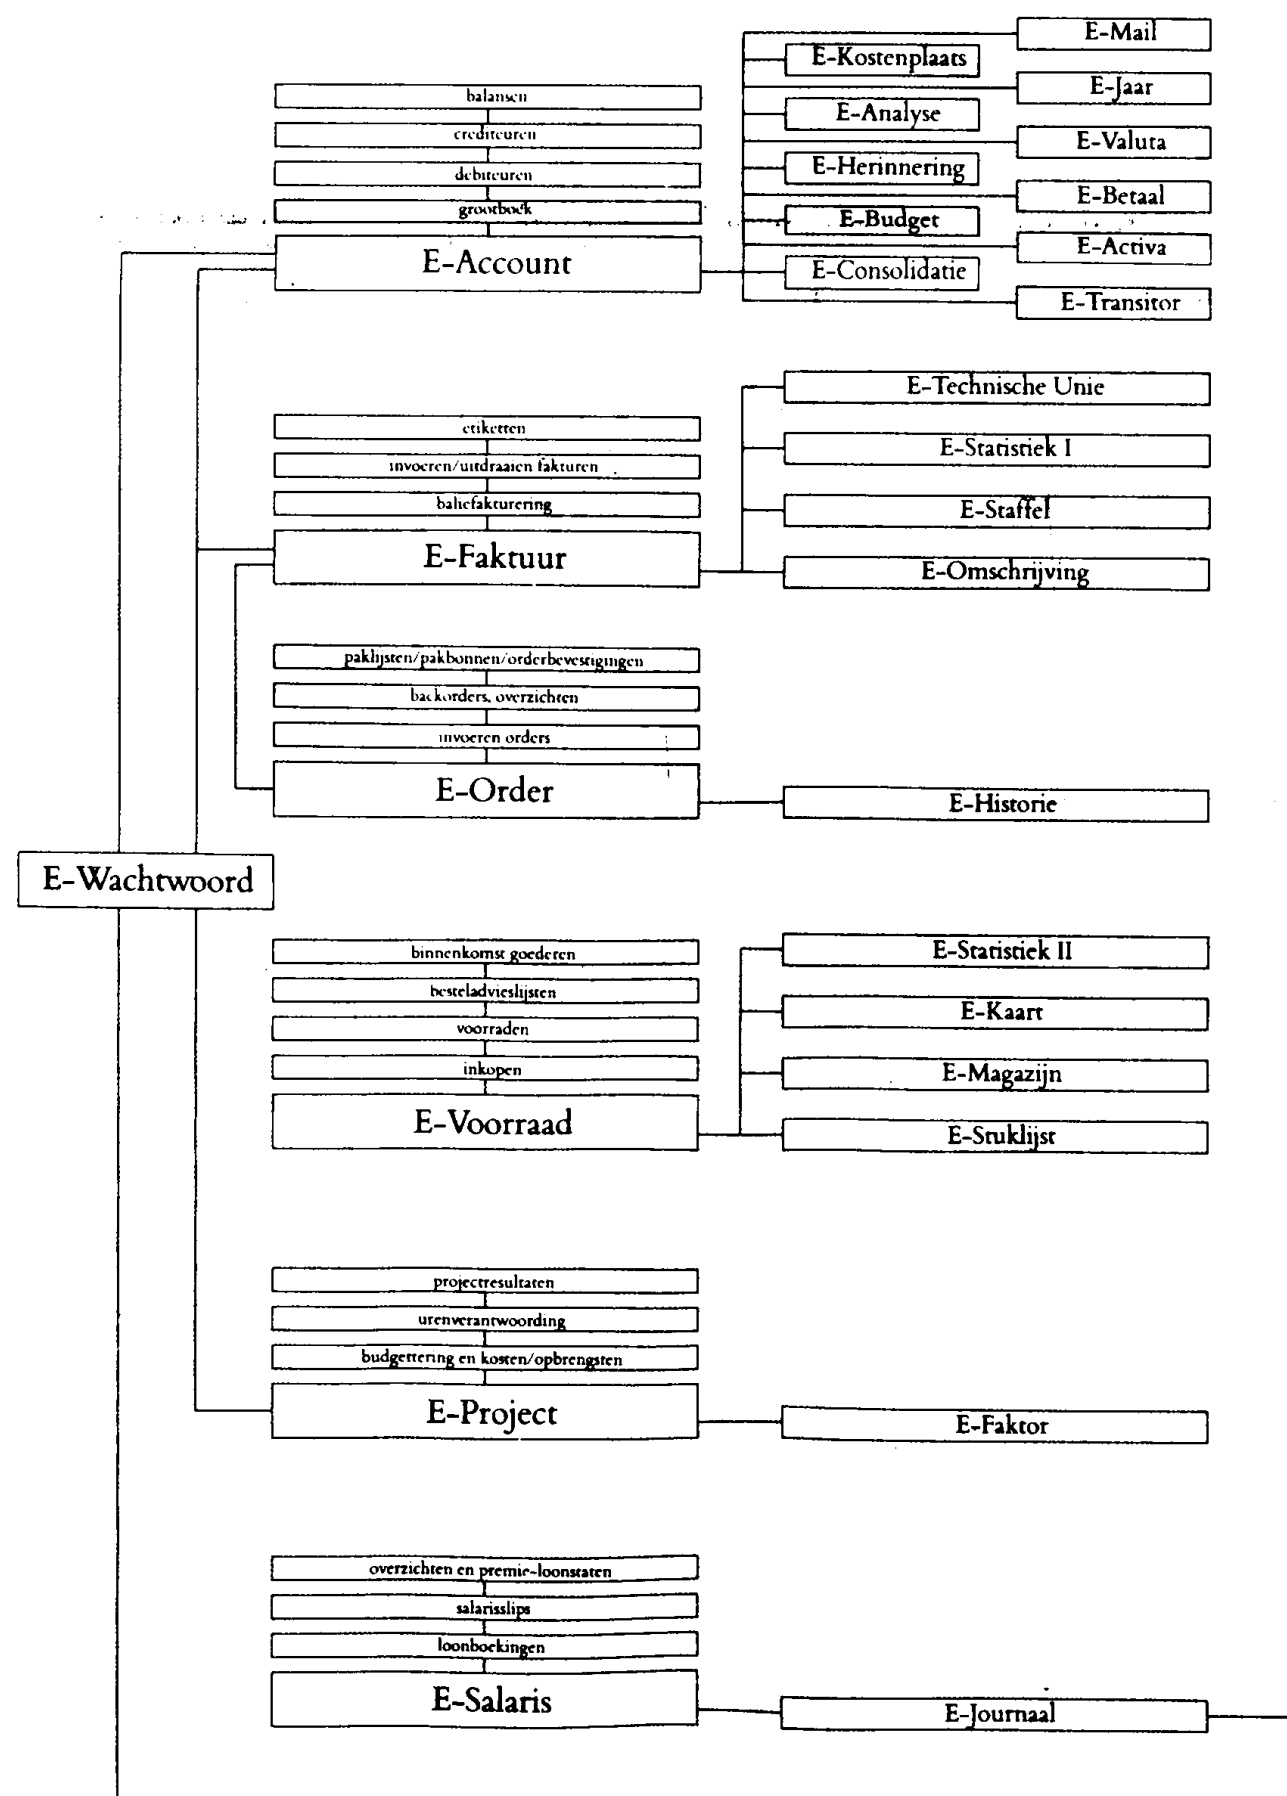 E-Mail
E-Kostenplaats
E-Jaar
balansen
E-Analyse
crediteuren
E-Valuta
debiteuren
E-Herinnering
E-Betaal
grootboek
E-Budget
E-Activa
E-Account
E-Consolidatie
E-Transitor
E-Technische Unie
etiketten
E-Statistiek I
invoeren/uitdraaien fakturen
baliefakturering
E-Staffel
E-Faktuur
E-Omschrijving
paklijsten/pakbonnen/orderbevestigingen
backorders, overzichten
invoeren orders
E-Order
E-Historie
E-Wachtwoord
binnenkomst goederen
E-Statistiek II
besteladvieslijsten
E-Kaart
voorraden
inkopen
E-Magazijn
E-Voorraad
E-Stuklijst
projectresultaten
urenverantwoording
budgettering en kosten/opbrengsten
E-Project
E-Faktor
overzichten en premie-loonstaten
salarisslips
loonboekingen
E-Salaris
E-Journaal